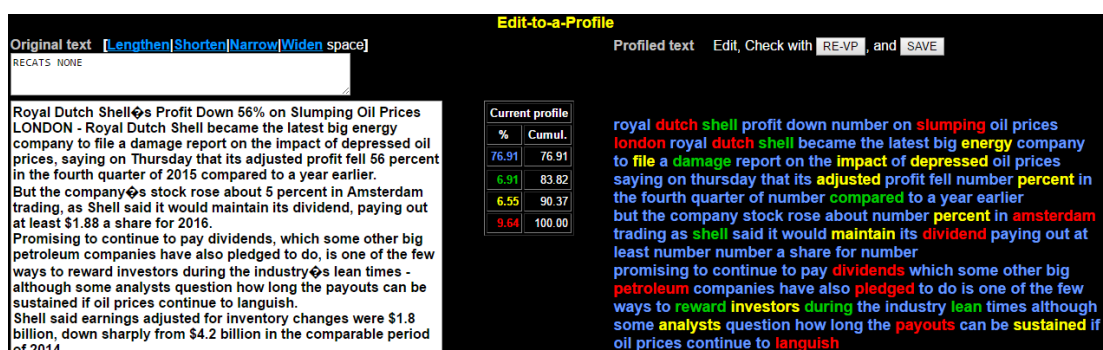 Edit-to-a-Profile
Original text [Lengthen|Shorten|Narrow|Widen space]
RECATS NONE
Royal Dutch Shell�s Profit Down 56% on Slumping Oil Prices
LONDON - Royal Dutch Shell became the latest big energy
company to file a damage report on the impact of depressed oil
prices, saying on Thursday that its adjusted profit fell 56 percent
in the fourth quarter of 2015 compared to a year earlier.
But the company�s stock rose about 5 percent in Amsterdam
trading, as Shell said it would maintain its dividend, paying out
at least $1.88 a share for 2016.
Promising to continue to pay dividends, which some other big
petroleum companies have also pledged to do, is one of the few
ways to reward investors during the industry�s lean times -
although some analysts question how long the payouts can be
sustained if oil prices continue to languish.
Shell said earnings adjusted for inventory changes were $1.8
billion, down sharply from $4.2 billion in the comparable period
of 2014
Current profile
% Cumul.
76.91 76.91
6.91 83.82
6.55 90.37
9.64 100.00
Profiled text Edit, Check with RE-VP, and SAVE
royal dutch shell profit down number on slumping oil prices
london royal dutch shell became the latest big energy company
to file a damage report on the impact of depressed oil prices
saying on thursday that its adjusted profit fell number percent in
the fourth quarter of number compared to a year earlier
but the company stock rose about number percent in amsterdam
trading as shell said it would maintain its dividend paying out at
least number number a share for number
promising to continue to pay dividends which some other big
petroleum companies have also pledged to do is one of the few
ways to reward investors during the industry lean times although
some analysts question how long the payouts can be sustained if
oil prices continue to languish